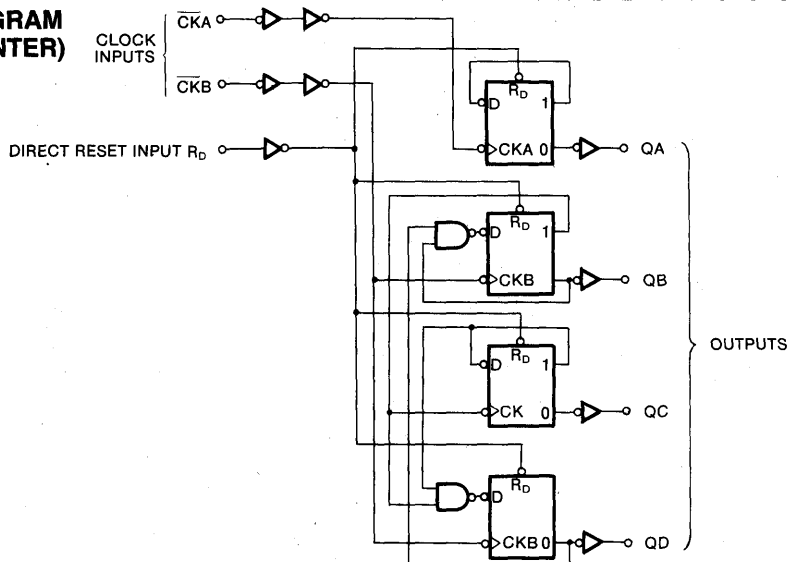 GRAM
NTER)
CLOCK
INPUTS
CKA
CKB
DIRECT RESET INPUT RD
RD
D 1
CKA 0
QA
RD
D 1
CKB
QB
OUTPUTS
RD
D 1
CK 0
QC
RD
D
CKB 0
QD